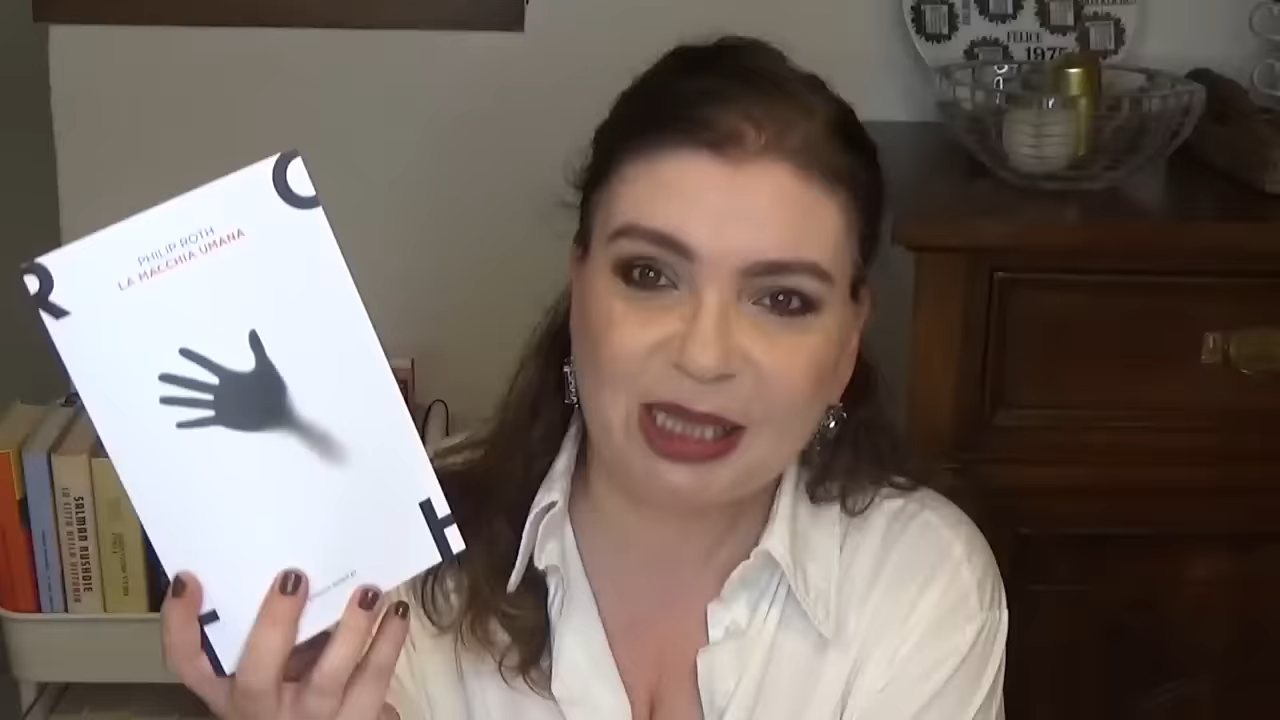 R
O
PHILIP ROTH
LA MACCHIA UMANA
T
H
SALMAN RUSHDIE
LA CITTÀ DELLA VITTORIA
FELICE
1975